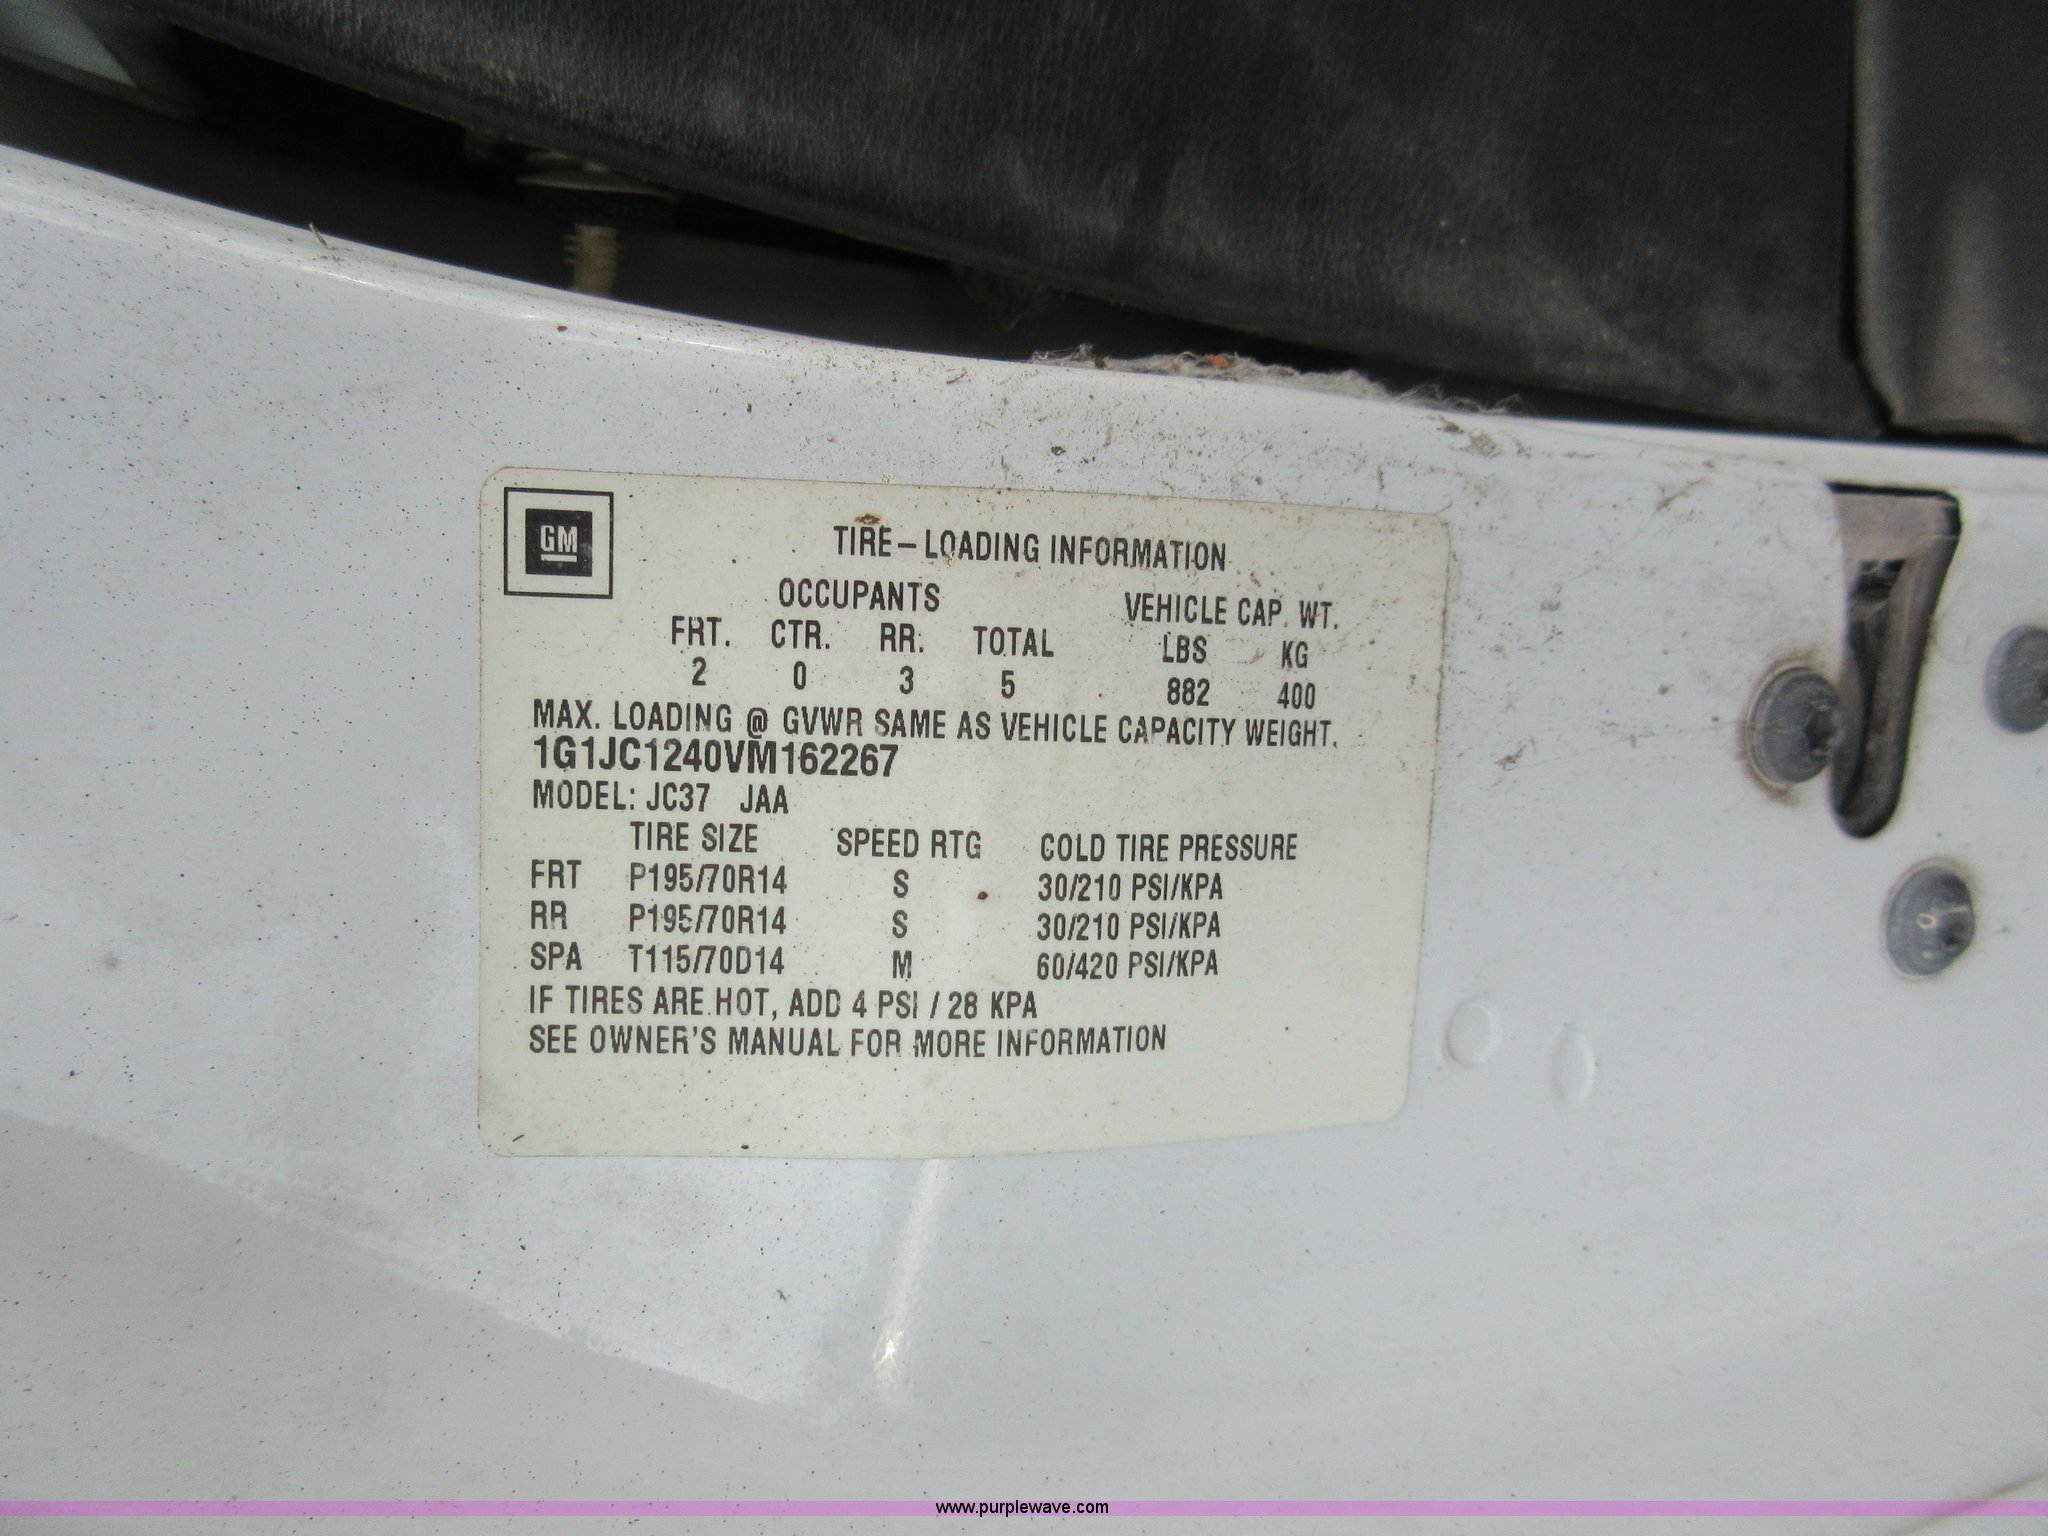 GM
TIRE – LOADING INFORMATION
OCCUPANTS VEHICLE CAP. WT.
FRT. CTR. RR. TOTAL LBS KG
2 0 3 5 882 400
MAX. LOADING @ GVWR SAME AS VEHICLE CAPACITY WEIGHT.
1G1JC1240VM162267
MODEL: JC37 JAA
TIRE SIZE SPEED RTG COLD TIRE PRESSURE
FRT P195/70R14 S 30/210 PSI/KPA
RR P195/70R14 S 30/210 PSI/KPA
SPA T115/70D14 M 60/420 PSI/KPA
IF TIRES ARE HOT, ADD 4 PSI / 28 KPA
SEE OWNER'S MANUAL FOR MORE INFORMATION
www.purplewave.com